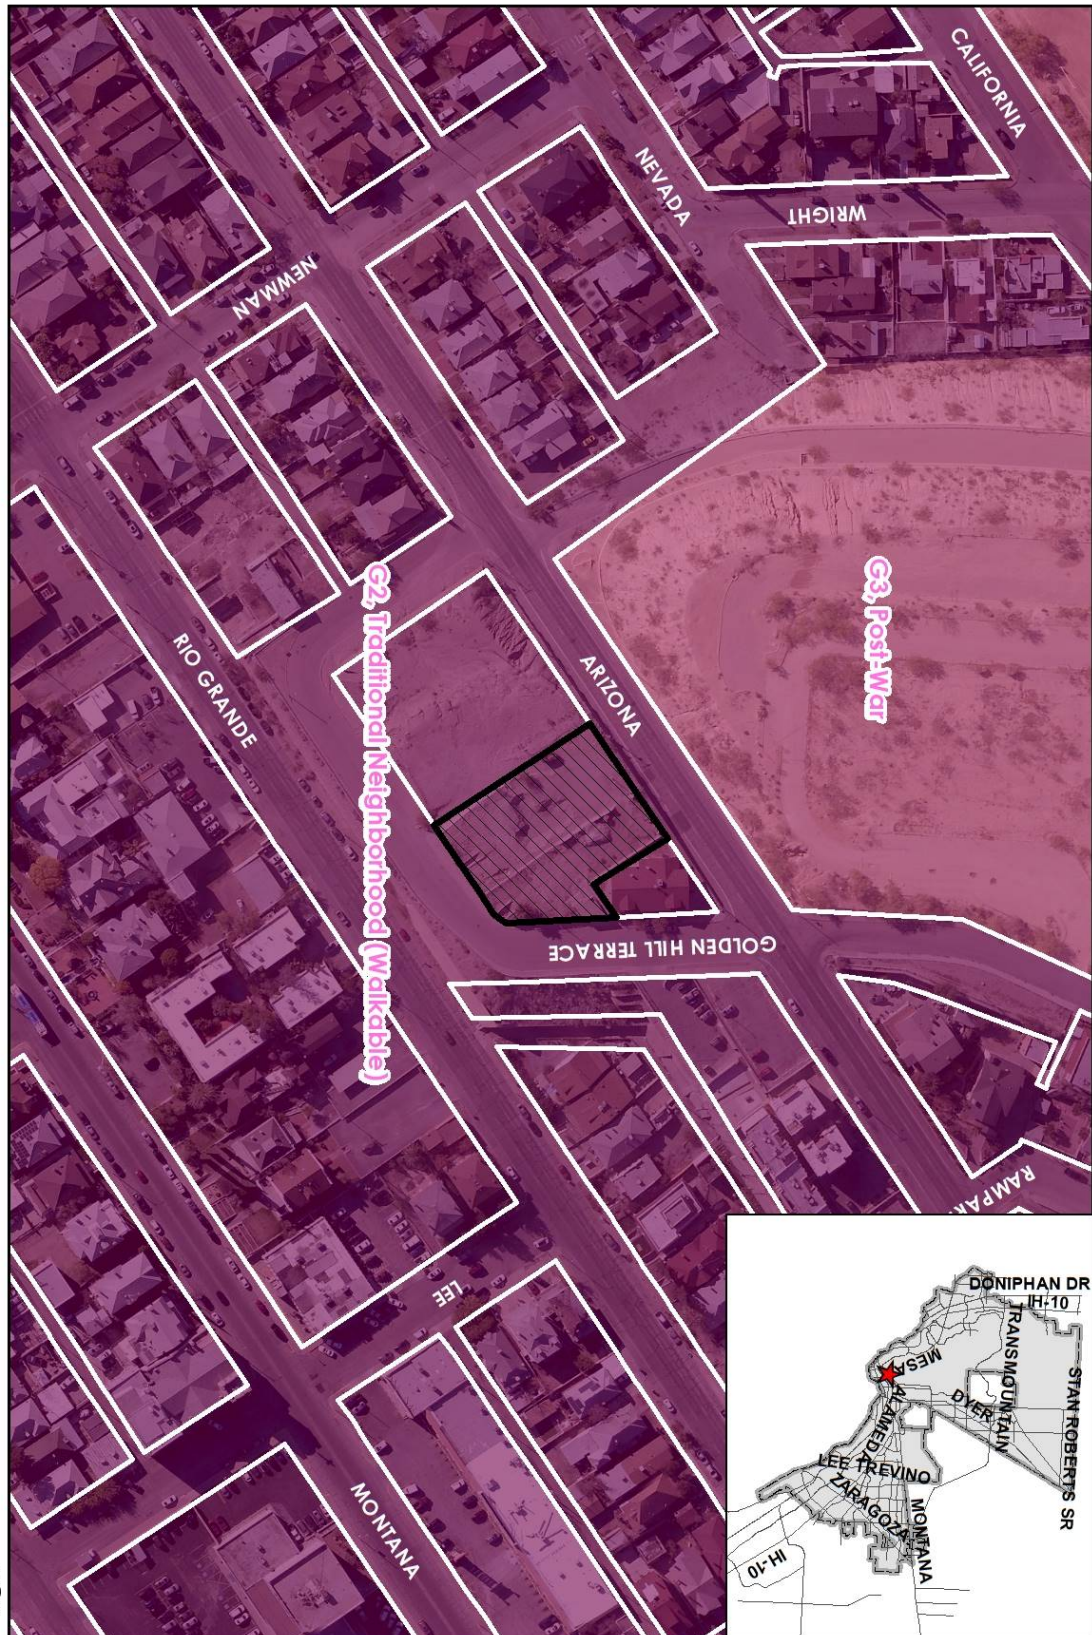 CALIFORNIA
NEVADA
WRIGHT
NEWMAN
G3, Post-War
G2, Traditional Neighborhood (Walkable)
ARIZONA
RIO GRANDE
GOLDEN HILL TERRACE
LEE
MONTANA
DONIPHAN DR
IH-10
TRANSMOUNTAIN
MESA
STAN ROBERTS SR
DYER
ALAMEDA
LEE TREVINO
ZARAGOZA
MONTANA
IH-10